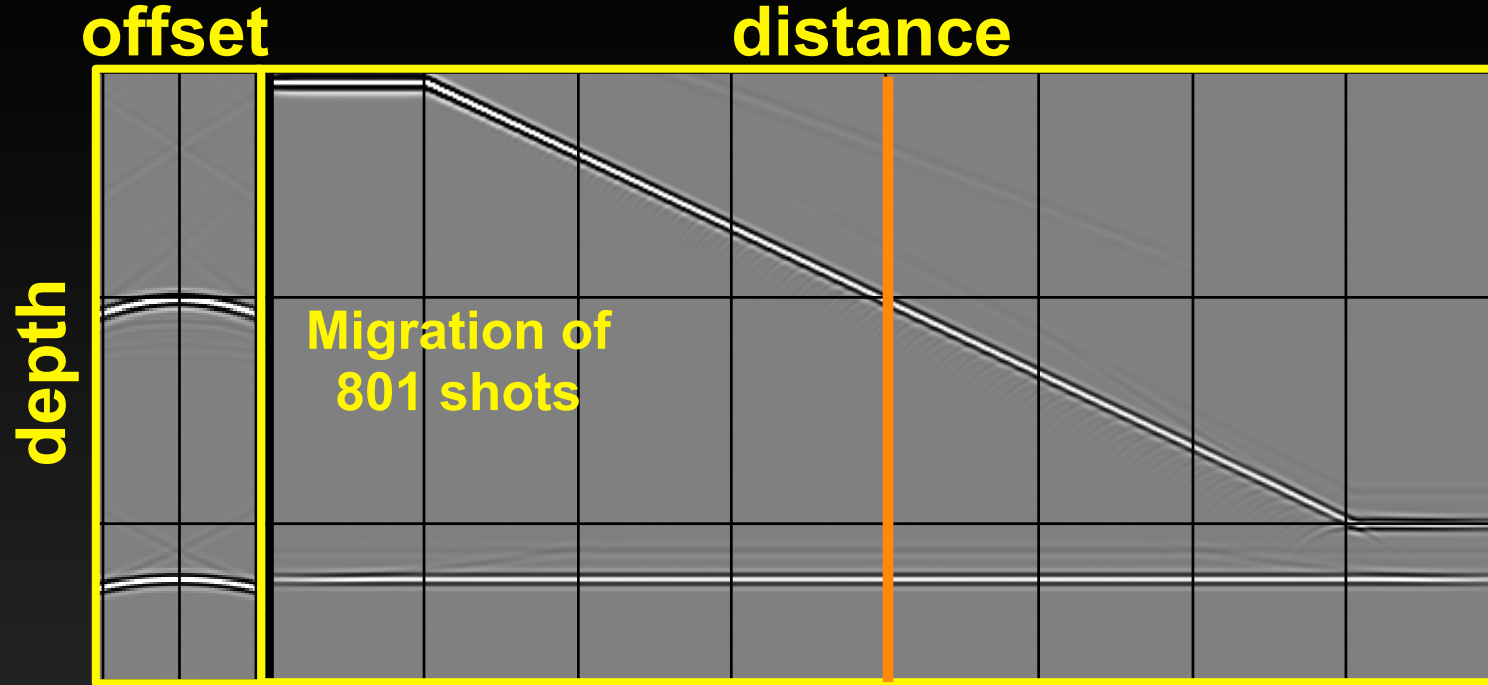 offset
distance
depth
Migration of
801 shots